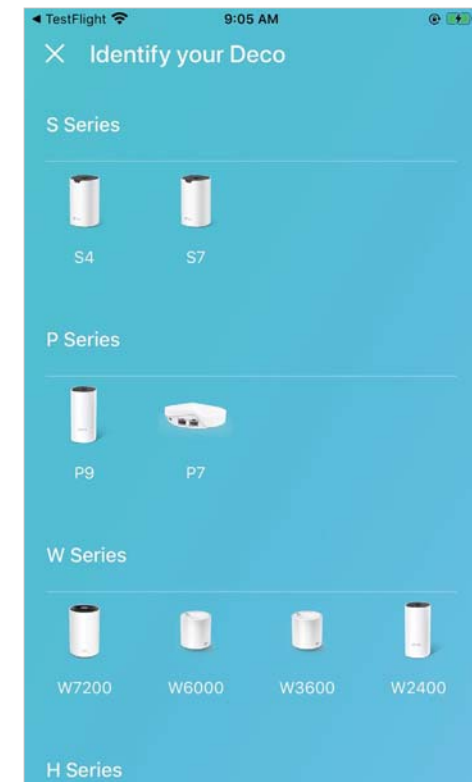 ◀ TestFlight 9:05 AM
× Identify your Deco
S Series
S4 S7
P Series
P9 P7
W Series
W7200 W6000 W3600 W2400
H Series